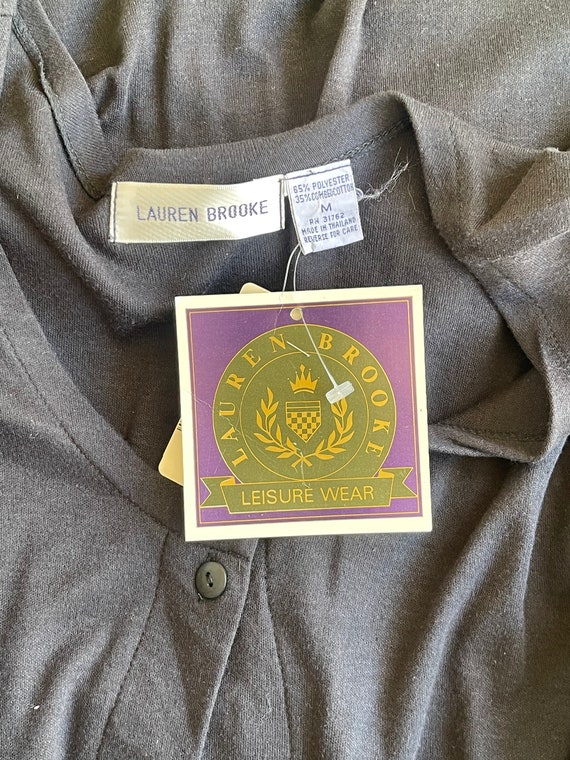 LAUREN BROOKE
65% POLYESTER
35% COMBED COTTON
M
RN 31762
MADE IN THAILAND
REVERSE FOR CARE
LAUREN BROOKE
LEISURE WEAR